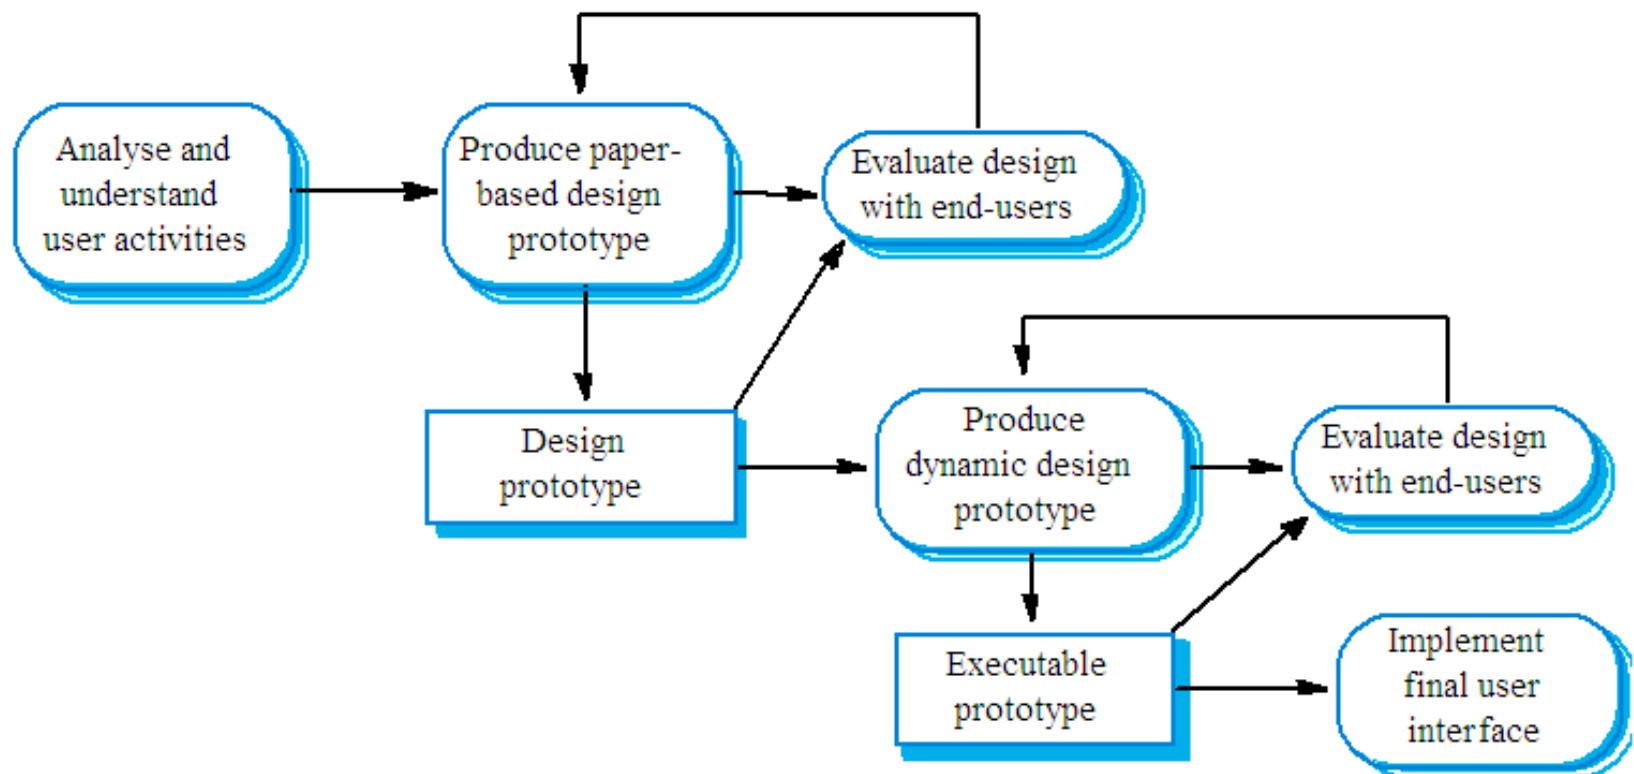 Analyse and
understand
user activities
Produce paper-
based design
prototype
Evaluate design
with end-users
Design
prototype
Produce
dynamic design
prototype
Evaluate design
with end-users
Executable
prototype
Implement
final user
interface